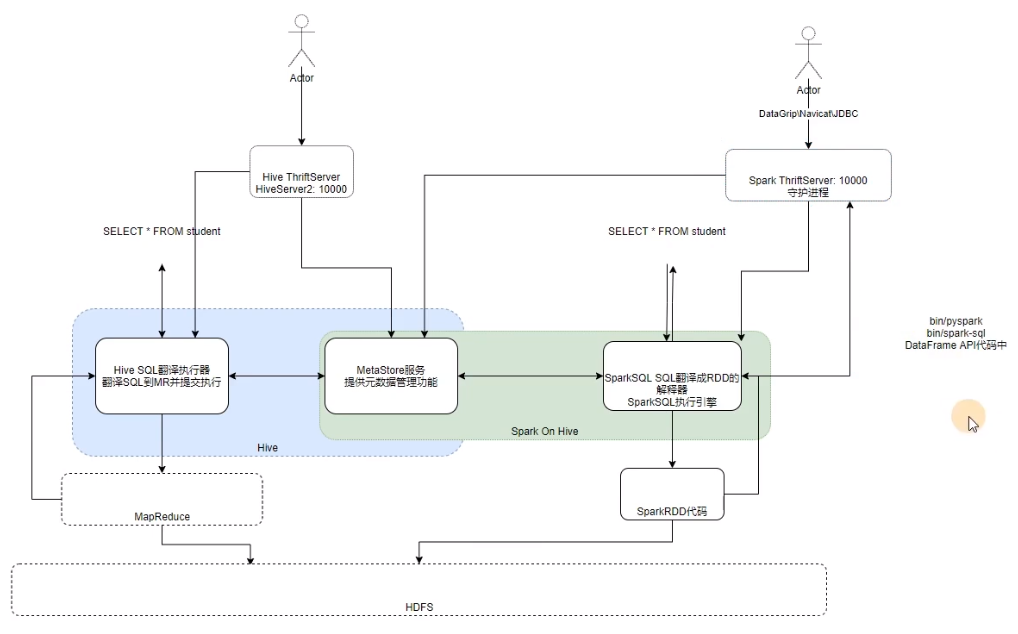 Actor
Actor
DataGrip\Navicat\JDBC
Hive ThriftServer
HiveServer2: 10000
Spark ThriftServer: 10000
守护进程
SELECT * FROM student
SELECT * FROM student
bin/pyspark
bin/spark-sql
DataFrame API代码中
Hive SQL翻译执行器
翻译SQL到MR并提交执行
MetaStore服务
提供元数据管理功能
SparkSQL SQL翻译成RDD的
解释器
SparkSQL执行引擎
Hive
Spark On Hive
MapReduce
SparkRDD代码
HDFS